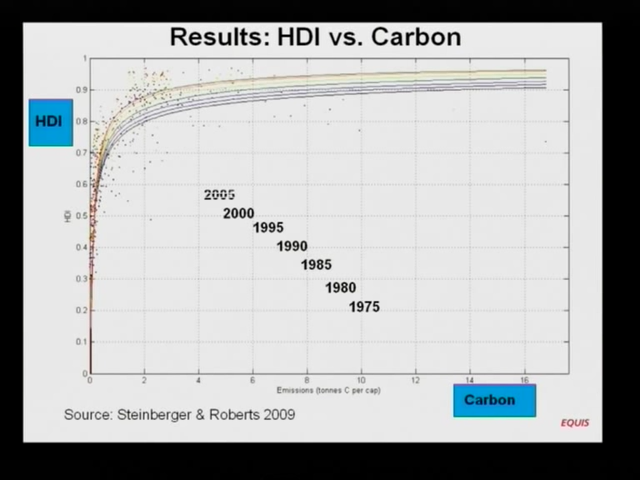 Results: HDI vs. Carbon
HDI
HDI
1
0.9
0.8
0.7
0.6
0.5
0.4
0.3
0.2
0.1
0
2005
2000
1995
1990
1985
1980
1975
0 2 4 6 8 10 12 14 16
Emissions (tonnes C per cap)
Carbon
Source: Steinberger & Roberts 2009
EQUIS